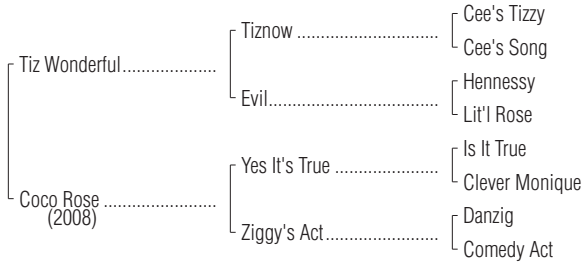 Cee's Tizzy
Tiznow
Cee's Song
Tiz Wonderful
Hennessy
Evil
Lit'l Rose
Is It True
Yes It's True
Clever Monique
Coco Rose
(2008)
Danzig
Ziggy's Act
Comedy Act